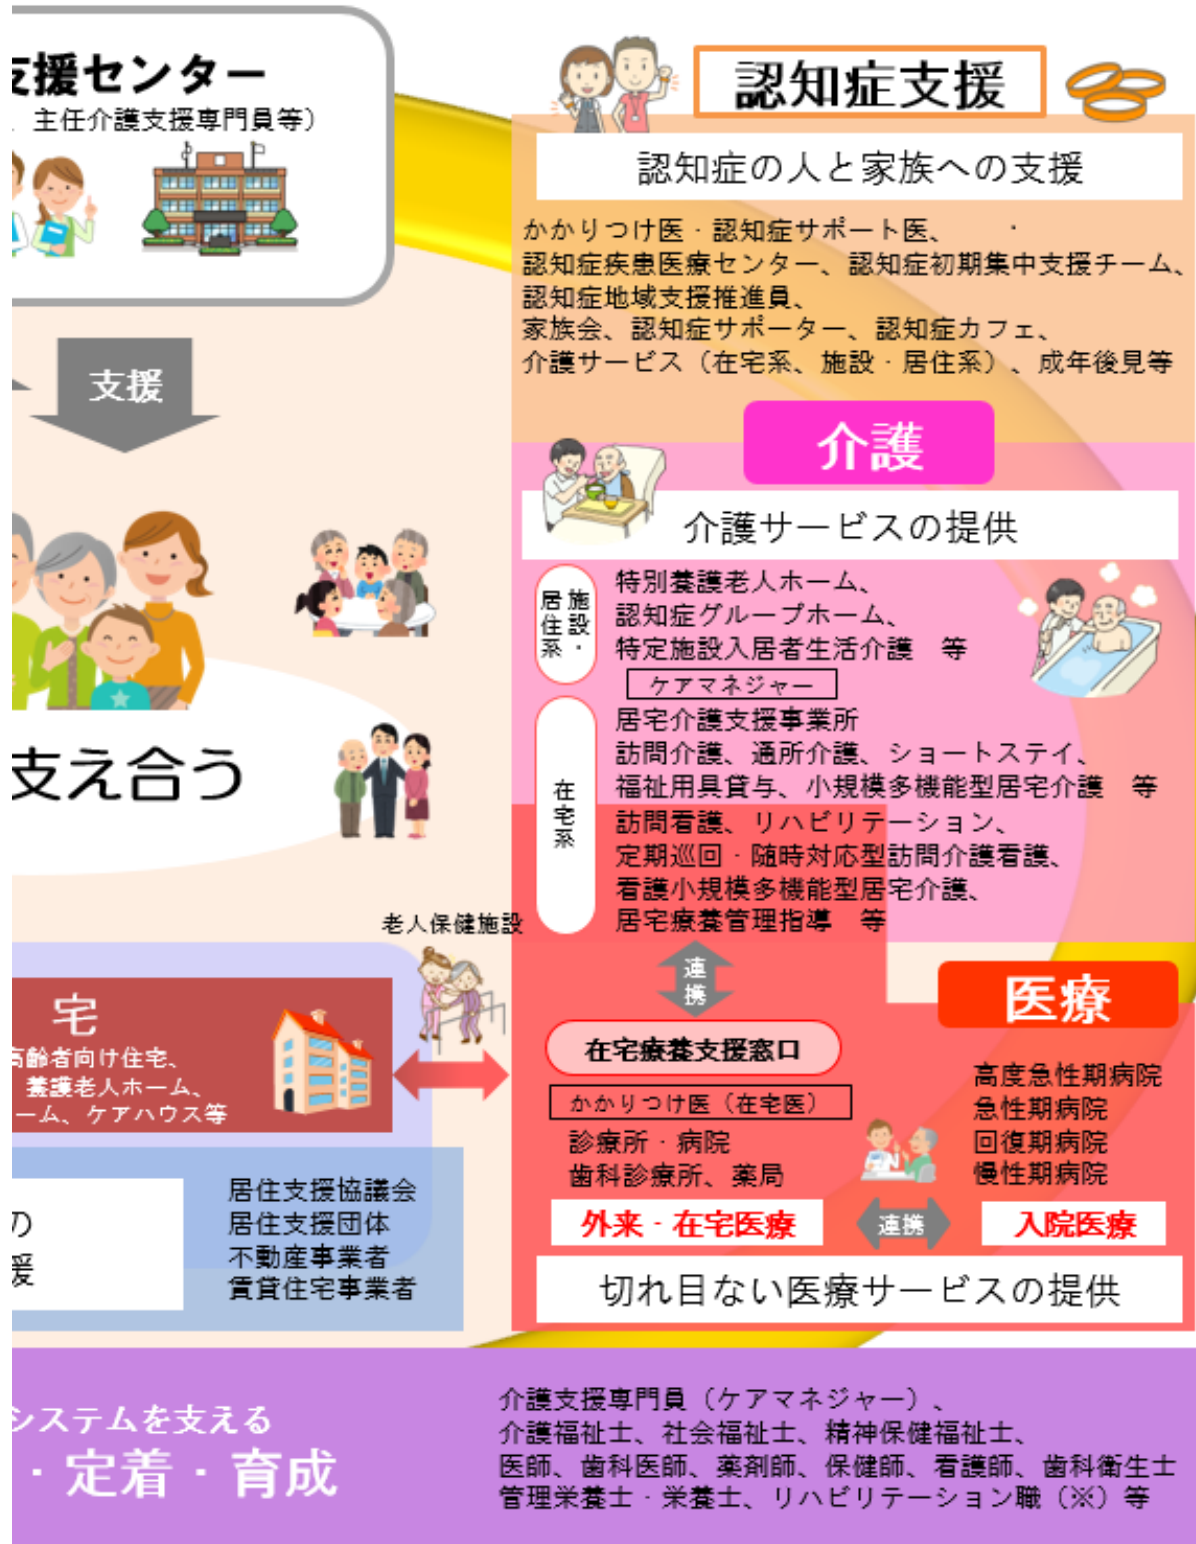 支援センター
、主任介護支援専門員等）
支援
支え合う
認知症支援
認知症の人と家族への支援
かかりつけ医・認知症サポート医、　・
認知症疾患医療センター、認知症初期集中支援チーム、
認知症地域支援推進員、
家族会、認知症サポーター、認知症カフェ、
介護サービス（在宅系、施設・居住系）、成年後見等
介護
介護サービスの提供
施設・
居住系
特別養護老人ホーム、
認知症グループホーム、
特定施設入居者生活介護　等
ケアマネジャー
在宅系
居宅介護支援事業所
訪問介護、通所介護、ショートステイ、
福祉用具貸与、小規模多機能型居宅介護　等
訪問看護、リハビリテーション、
定期巡回・随時対応型訪問介護看護、
看護小規模多機能型居宅介護、
居宅療養管理指導　等
老人保健施設
連携
宅
高齢者向け住宅、
養護老人ホーム、
ーム、ケアハウス等
医療
在宅療養支援窓口
かかりつけ医（在宅医）
診療所・病院
歯科診療所、薬局
高度急性期病院
急性期病院
回復期病院
慢性期病院
外来・在宅医療
連携
入院医療
切れ目ない医療サービスの提供
の
援
居住支援協議会
居住支援団体
不動産事業者
賃貸住宅事業者
システムを支える
・定着・育成
介護支援専門員（ケアマネジャー）、
介護福祉士、社会福祉士、精神保健福祉士、
医師、歯科医師、薬剤師、保健師、看護師、歯科衛生士
管理栄養士・栄養士、リハビリテーション職（※）等